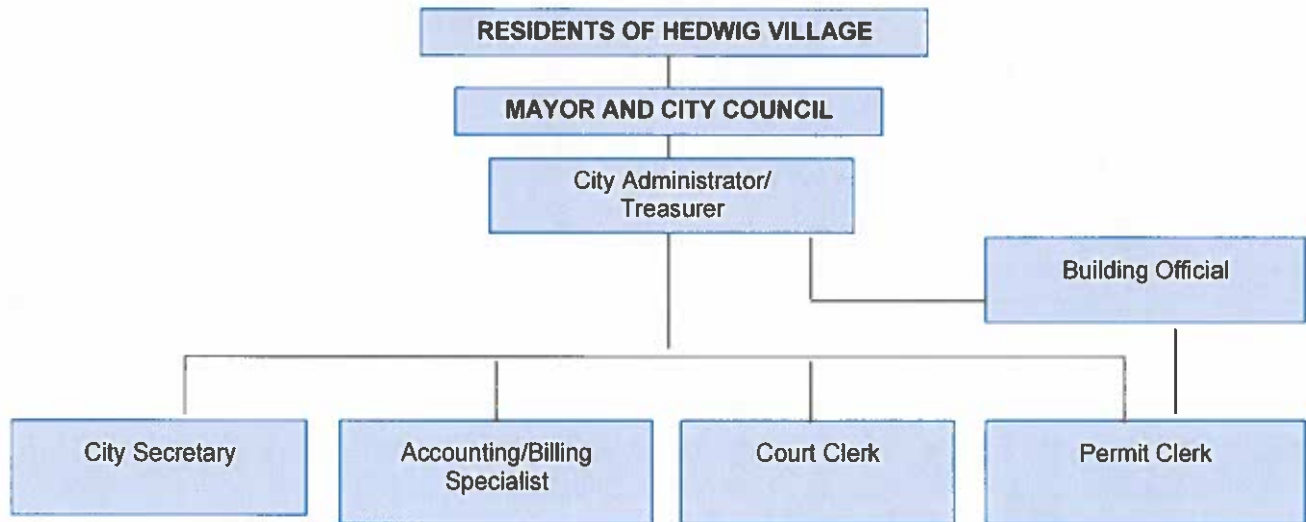 RESIDENTS OF HEDWIG VILLAGE
MAYOR AND CITY COUNCIL
City Administrator/
Treasurer
Building Official
City Secretary
Accounting/Billing
Specialist
Court Clerk
Permit Clerk